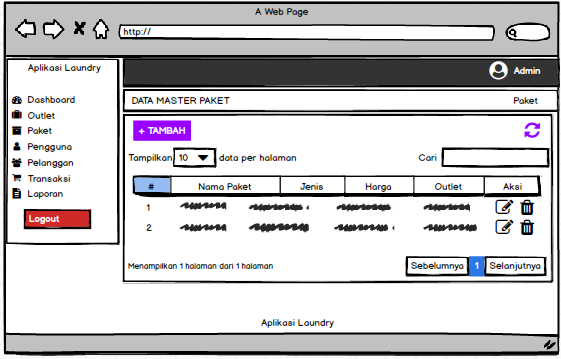 A Web Page
http://
Aplikasi Laundry
Admin
Dashboard
Outlet
Paket
Pengguna
Pelanggan
Transaksi
Laporan
Logout
DATA MASTER PAKET
Paket
+ TAMBAH
Tampilkan 10 data per halaman
Cari
# Nama Paket Jenis Harga Outlet Aksi
1
2
Menampilkan 1 halaman dari 1 halaman
Sebelumnya 1 Selanjutnya
Aplikasi Laundry